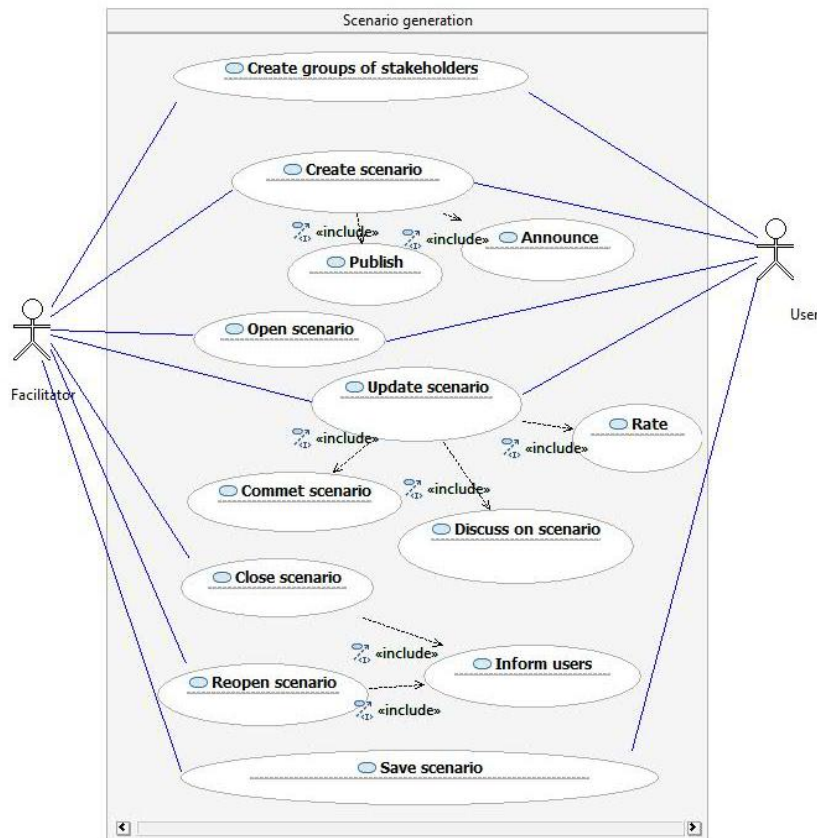 Scenario generation
Create groups of stakeholders
Create scenario
«include»
«include»
Announce
Publish
User
Open scenario
Facilitator
Update scenario
Rate
«include»
«include»
Commet scenario
«include»
Discuss on scenario
Close scenario
«include»
Inform users
Reopen scenario
«include»
Save scenario